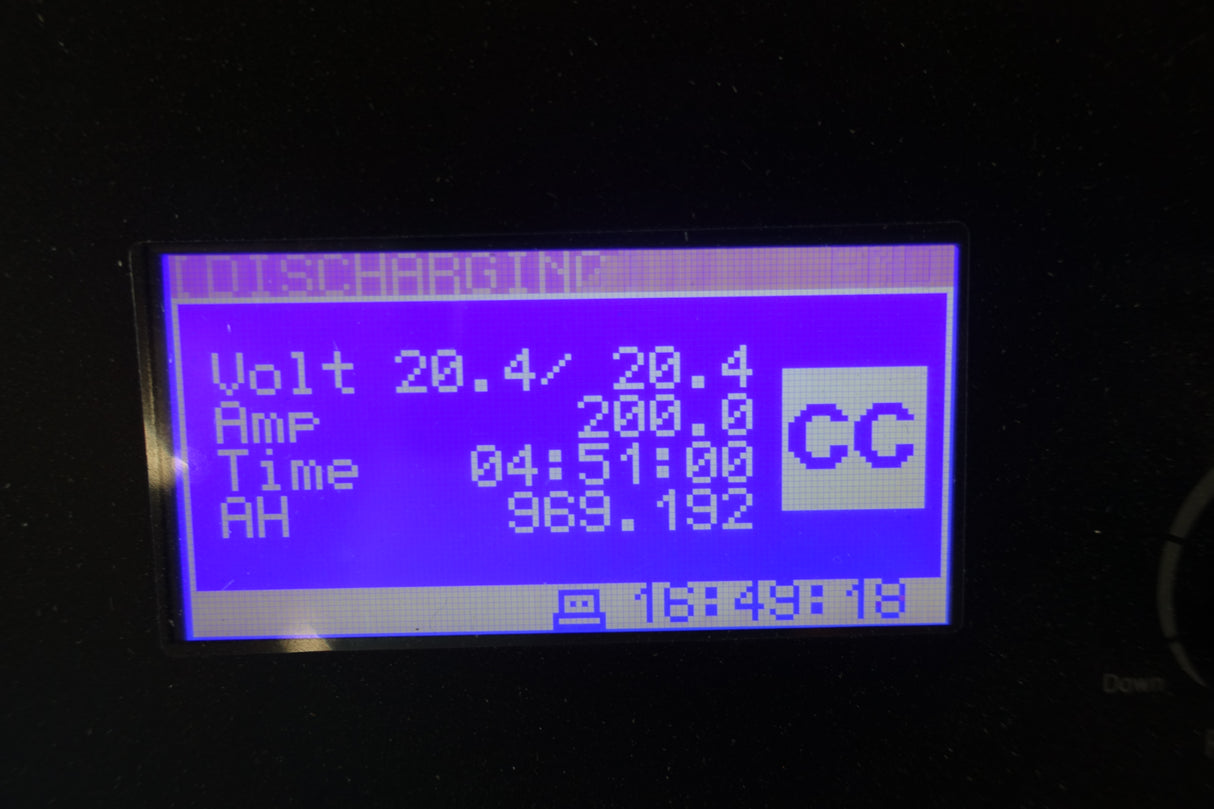 DISCHARGING
Volt 20.4/ 20.4
Amp 200.0
Time 04:51:00
AH 969.192
CC
16:49:18
Down